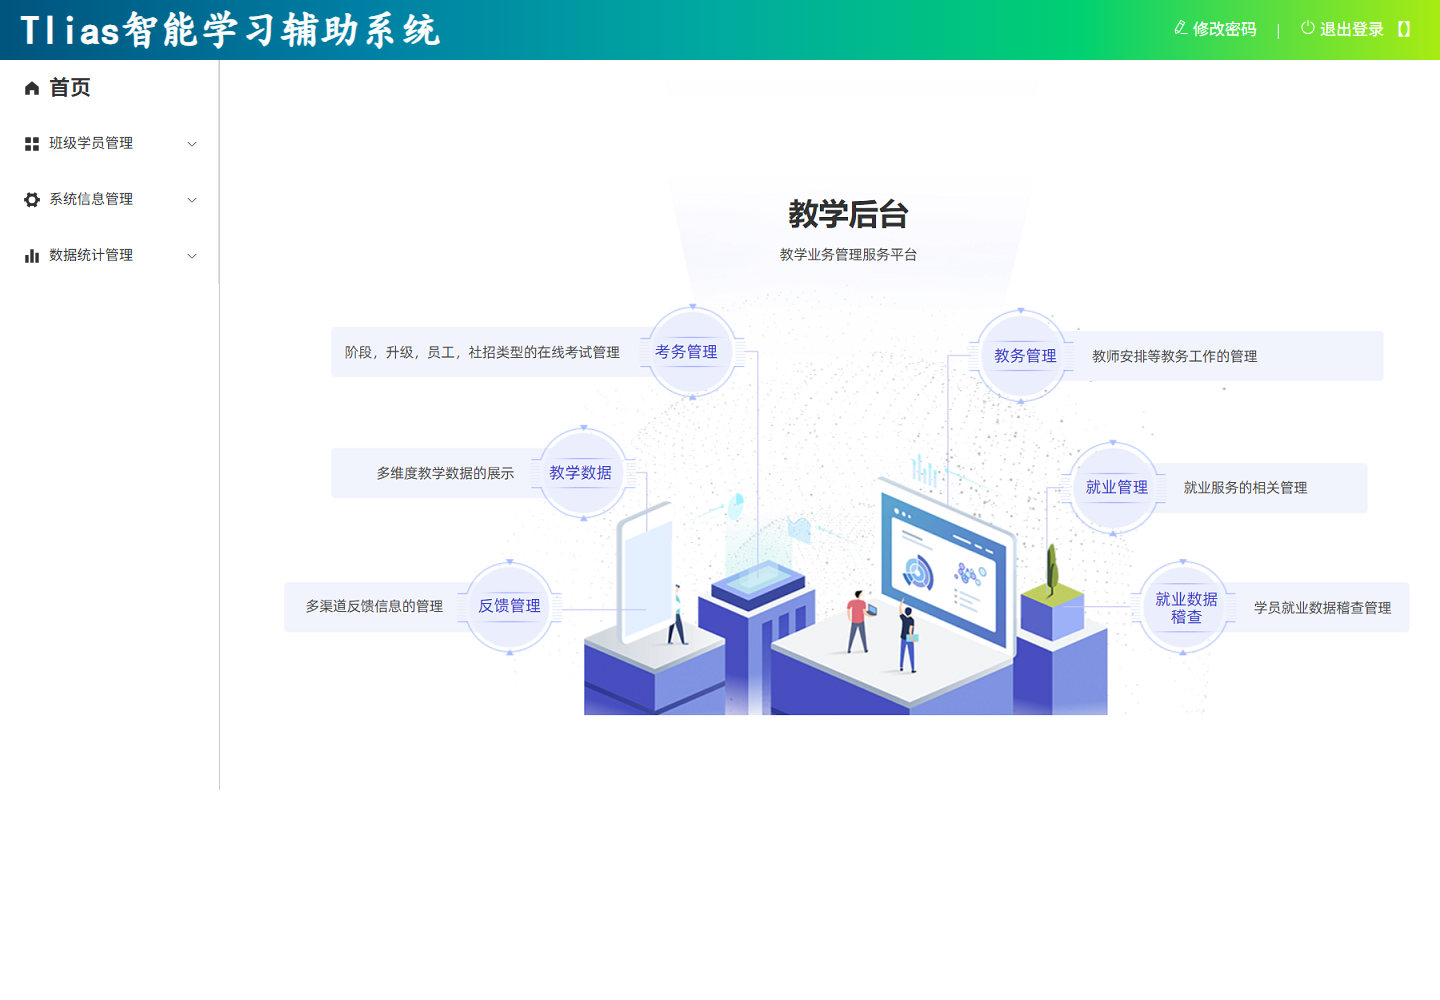 Tlias智能学习辅助系统
修改密码 | 退出登录 【】
首页
班级学员管理
系统信息管理
数据统计管理
教学后台
教学业务管理服务平台
阶段，升级，员工，社招类型的在线考试管理
考务管理
教务管理
教师安排等教务工作的管理
多维度教学数据的展示
教学数据
就业管理
就业服务的相关管理
多渠道反馈信息的管理
反馈管理
就业数据
稽查
学员就业数据稽查管理